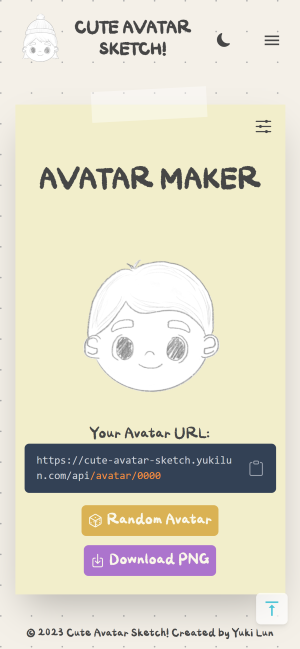 CUTE AVATAR
SKETCH!
AVATAR MAKER
Your Avatar URL:
https://cute-avatar-sketch.yukilu
n.com/api/avatar/0000
Random Avatar
Download PNG
© 2023 Cute Avatar Sketch! Created by Yuki Lun